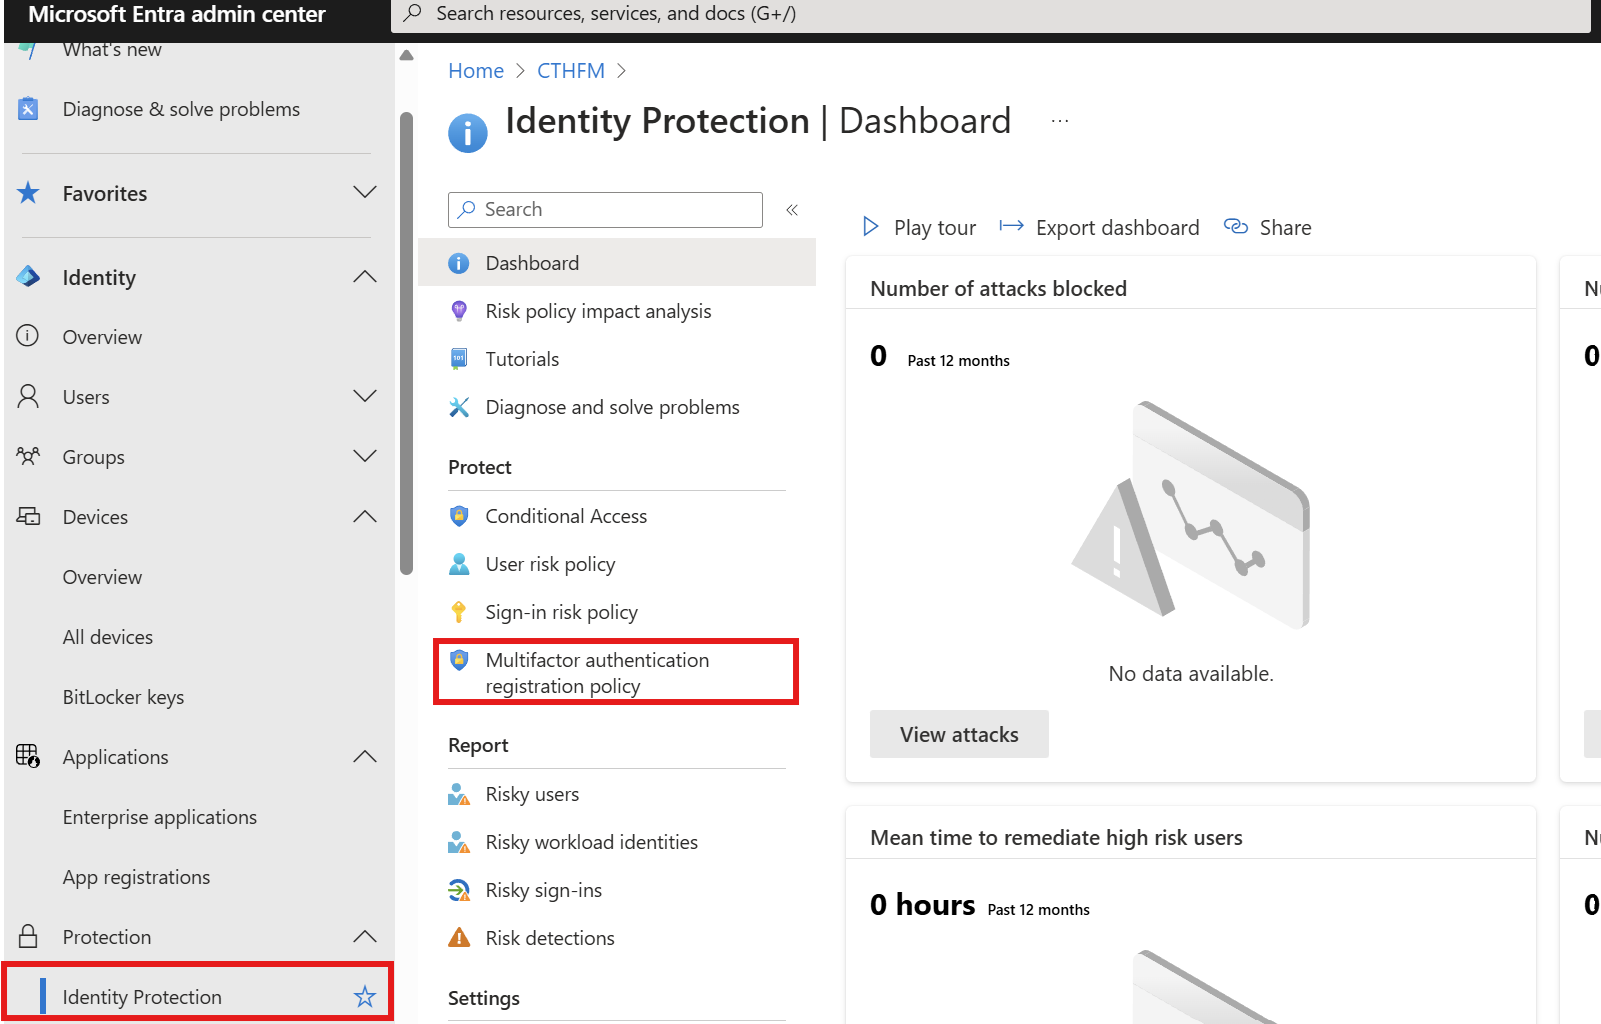 Microsoft Entra admin center
Search resources, services, and docs (G+/)
What's new
Diagnose & solve problems
Favorites
Identity
Overview
Users
Groups
Devices
Overview
All devices
BitLocker keys
Applications
Enterprise applications
App registrations
Protection
Identity Protection
Home > CTHFM >
Identity Protection | Dashboard ...
Search
Dashboard
Risk policy impact analysis
Tutorials
Diagnose and solve problems
Protect
Conditional Access
User risk policy
Sign-in risk policy
Multifactor authentication
registration policy
Report
Risky users
Risky workload identities
Risky sign-ins
Risk detections
Settings
Play tour Export dashboard Share
Number of attacks blocked
0 Past 12 months
No data available.
View attacks
Mean time to remediate high risk users
0 hours Past 12 months
0
0